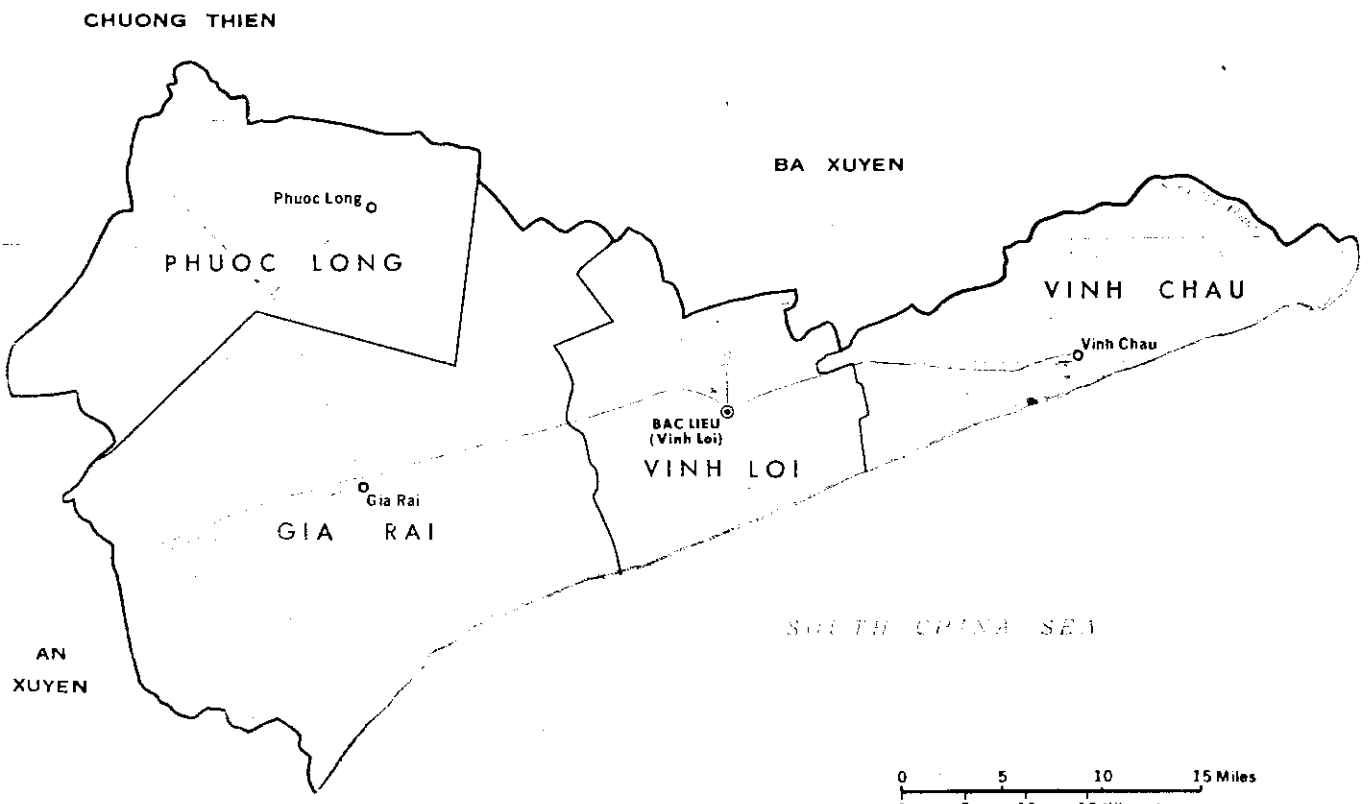 CHUONG THIEN
BA XUYEN
Phuoc Long
PHUOC LONG
VINH CHAU
Vinh Chau
BAC LIEU
(Vinh Loi)
VINH LOI
Gia Rai
GIA RAI
SOUTH CHINA SEA
AN
XUYEN
0 5 10 15 Miles